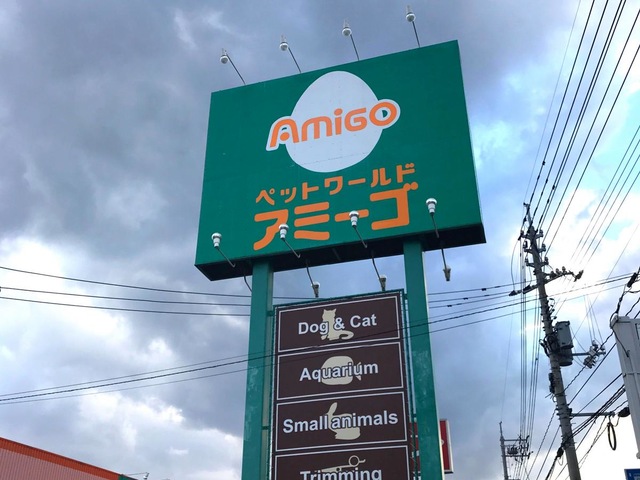 AmiGO
ペットワールド
アミーゴ
Dog & Cat
Aquarium
Small animals
Trimming